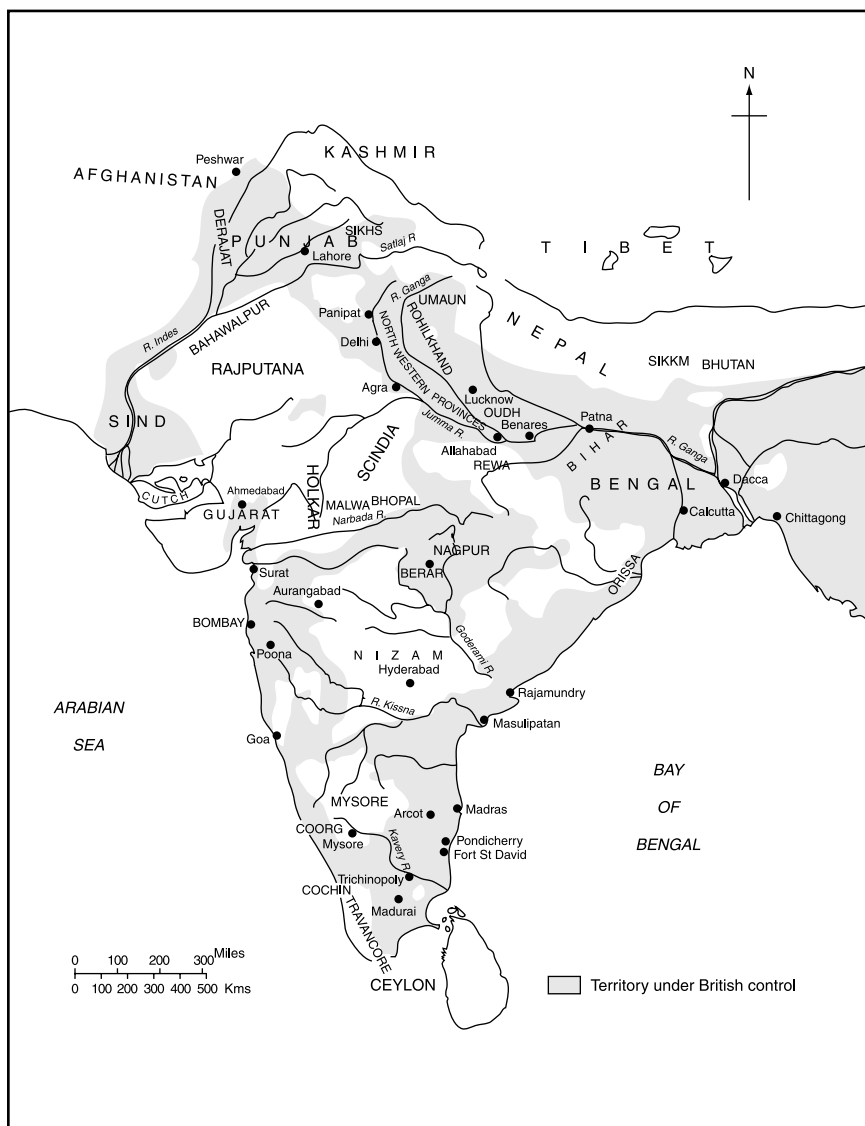 N
KASHMIR
Peshwar
AFGHANISTAN
DERAJAT
PUNJAB
SIKHS
Lahore
Satlaj R
TIBET
R. Ganga
UMAUN
Panipat
ROHILKHAND
NORTH WESTERN PROVINCES
NEPAL
R. Indes
BAHAWALPUR
Delhi
SIKKM
BHUTAN
RAJPUTANA
Agra
Lucknow
OUDH
SIND
Jumma R.
Benares
Patna
Allahabad
BIHAR
R. Ganga
REWA
SCINDIA
HOLKAR
CUTCH
Ahmedabad
GUJARAT
MALWA
BHOPAL
Narbada R.
BENGAL
Dacca
Calcutta
Chittagong
NAGPUR
BERAR
Surat
ORISSA
Aurangabad
BOMBAY
Poona
NIZAM
Goderami R.
Hyderabad
R. Kissna
Rajamundry
Masulipatan
ARABIAN
SEA
Goa
BAY
OF
BENGAL
MYSORE
Arcot
Madras
COORG
Mysore
Kavery R.
Pondicherry
Fort St David
Trichinopoly
COCHIN
TRAVANCORE
Madurai
CEYLON
0 100 200 300 Miles
0 100 200 300 400 500 Kms
Territory under British control